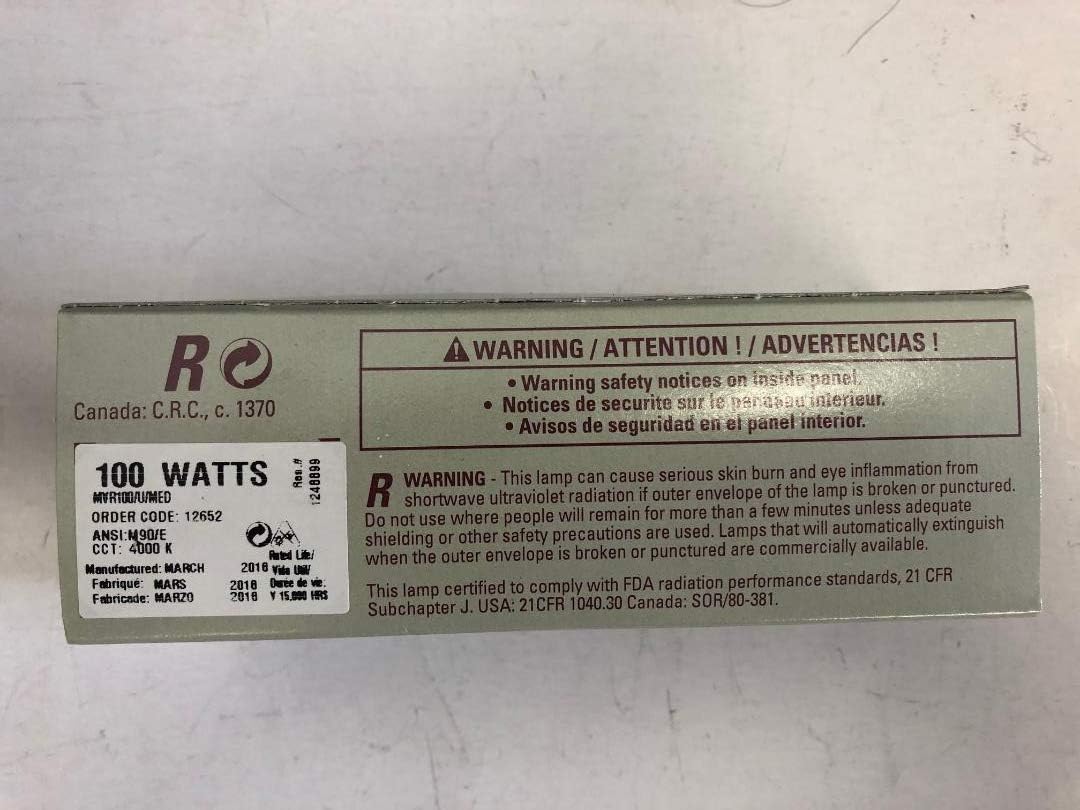 R
Canada: C.R.C., c. 1370
WARNING / ATTENTION ! / ADVERTENCIAS !
• Warning safety notices on inside panel.
• Notices de securite sur le panneau interieur.
• Avisos de seguridad en el panel interior.
100 WATTS
MVR100/U/MED
ORDER CODE: 12652
ANSI:M90/E
CCT: 4000 K
Manufactured: MARCH 2018
Fabriqué: MARS 2018
Fabricade: MARZO 2018
Rated Life/
Vida Util/
Duree de vie:
Y 15,000 HRS
1248899
R WARNING - This lamp can cause serious skin burn and eye inflammation from
shortwave ultraviolet radiation if outer envelope of the lamp is broken or punctured.
Do not use where people will remain for more than a few minutes unless adequate
shielding or other safety precautions are used. Lamps that will automatically extinguish
when the outer envelope is broken or punctured are commercially available.
This lamp certified to comply with FDA radiation performance standards, 21 CFR
Subchapter J. USA: 21CFR 1040.30 Canada: SOR/80-381.